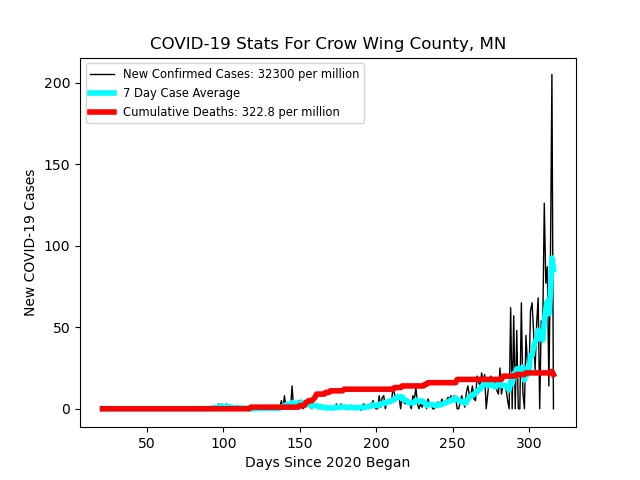 COVID-19 Stats For Crow Wing County, MN
New Confirmed Cases: 32300 per million
7 Day Case Average
Cumulative Deaths: 322.8 per million
New COVID-19 Cases
200
150
100
50
0
50 100 150 200 250 300
Days Since 2020 Began